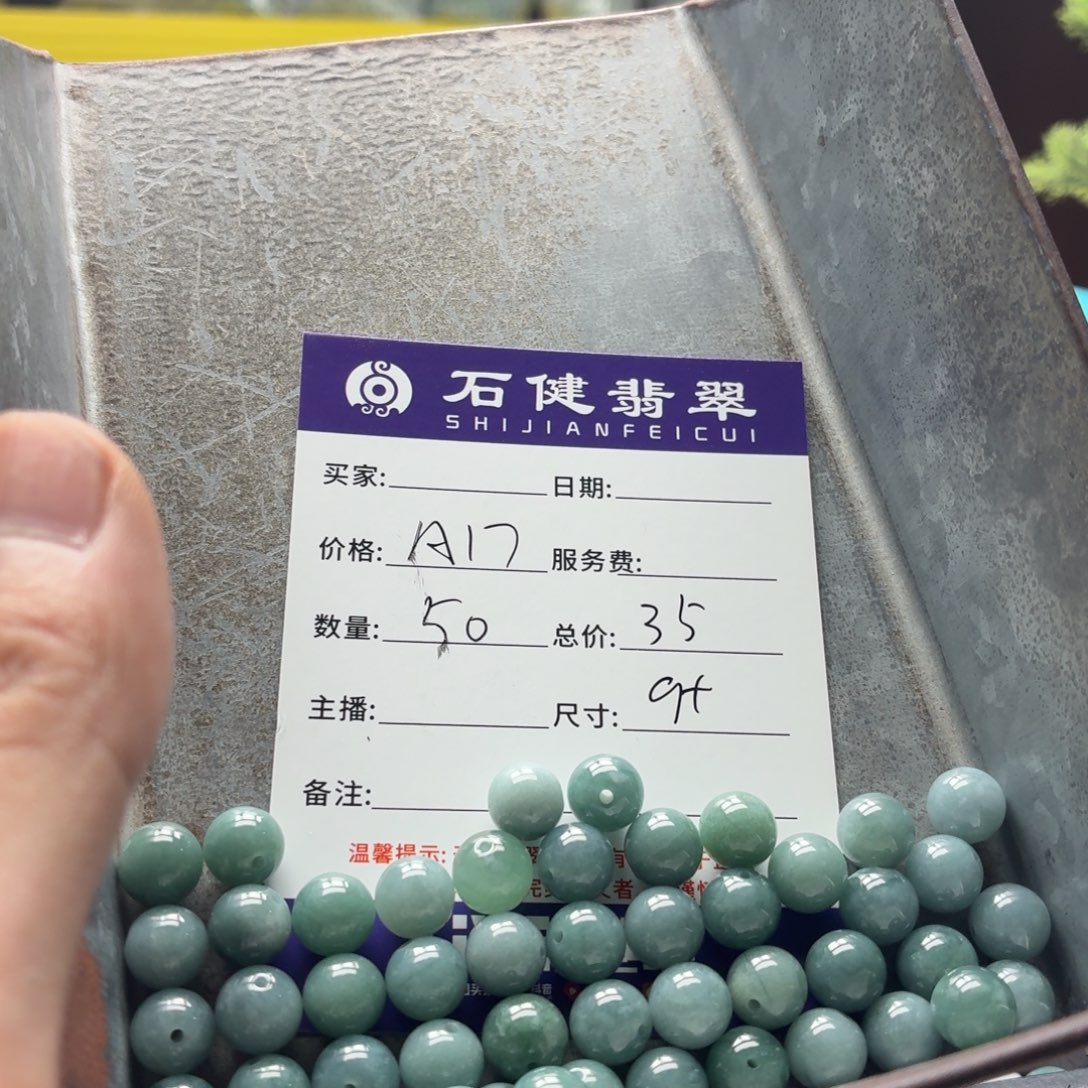 石健翡翠
SHIJIANFEICUI
买家: 日期:
价格: A17 服务费:
数量: 50 总价: 35
主播: 尺寸: 9+
备注:
温馨提示: